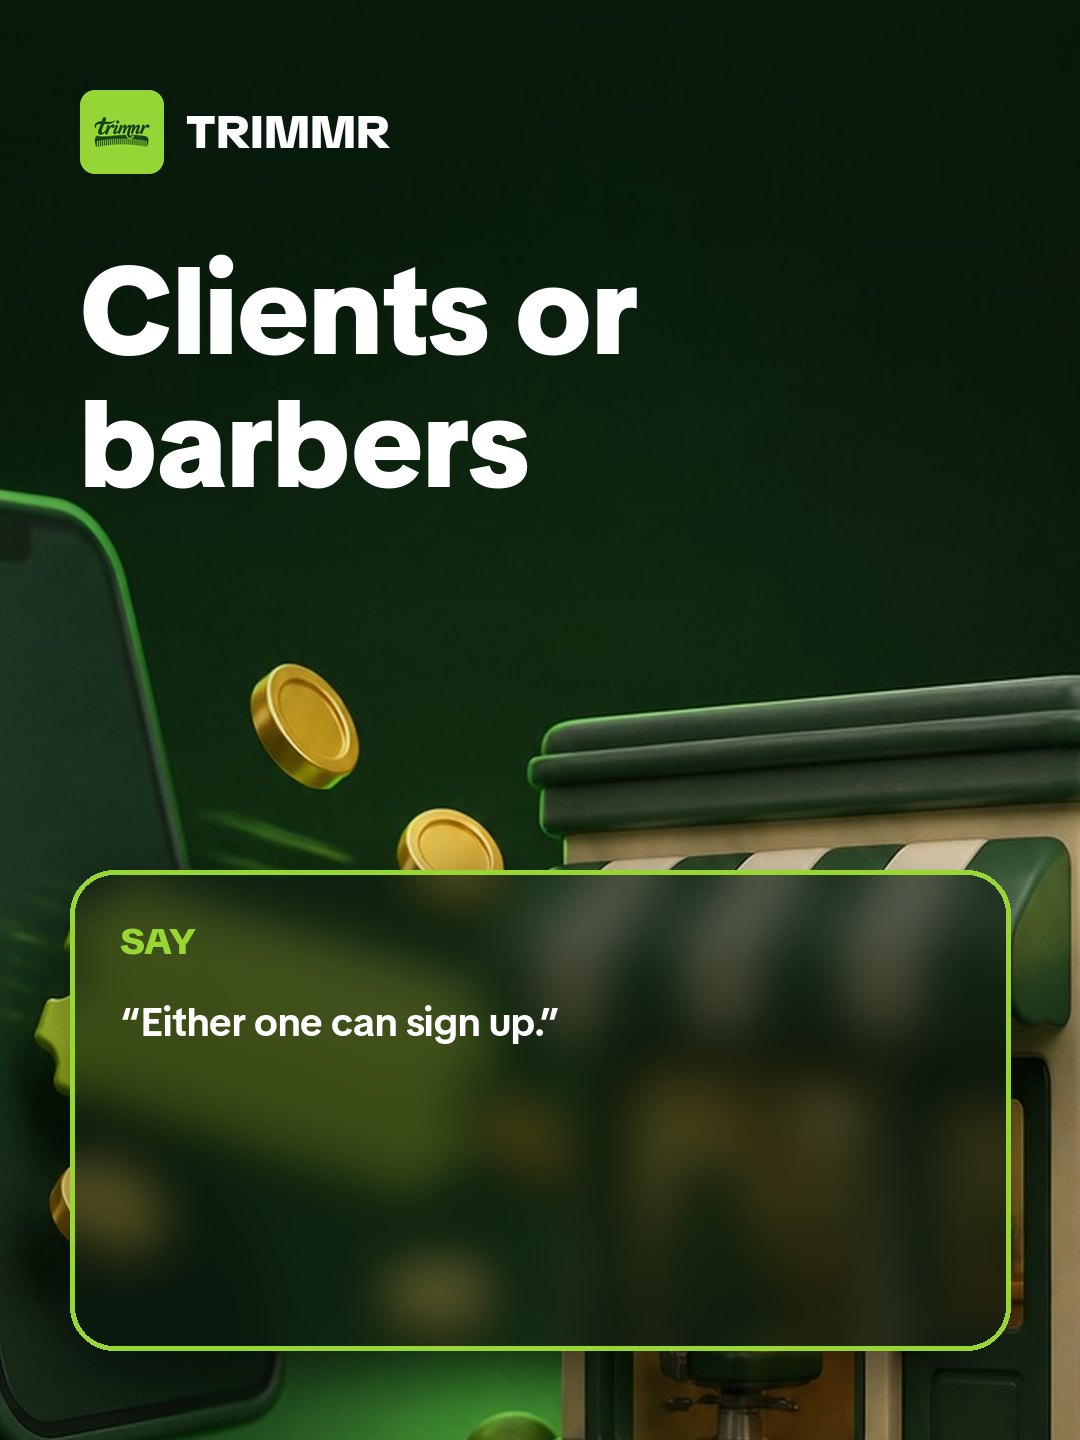 trimmr
TRIMMR
Clients or
barbers
SAY
“Either one can sign up.”